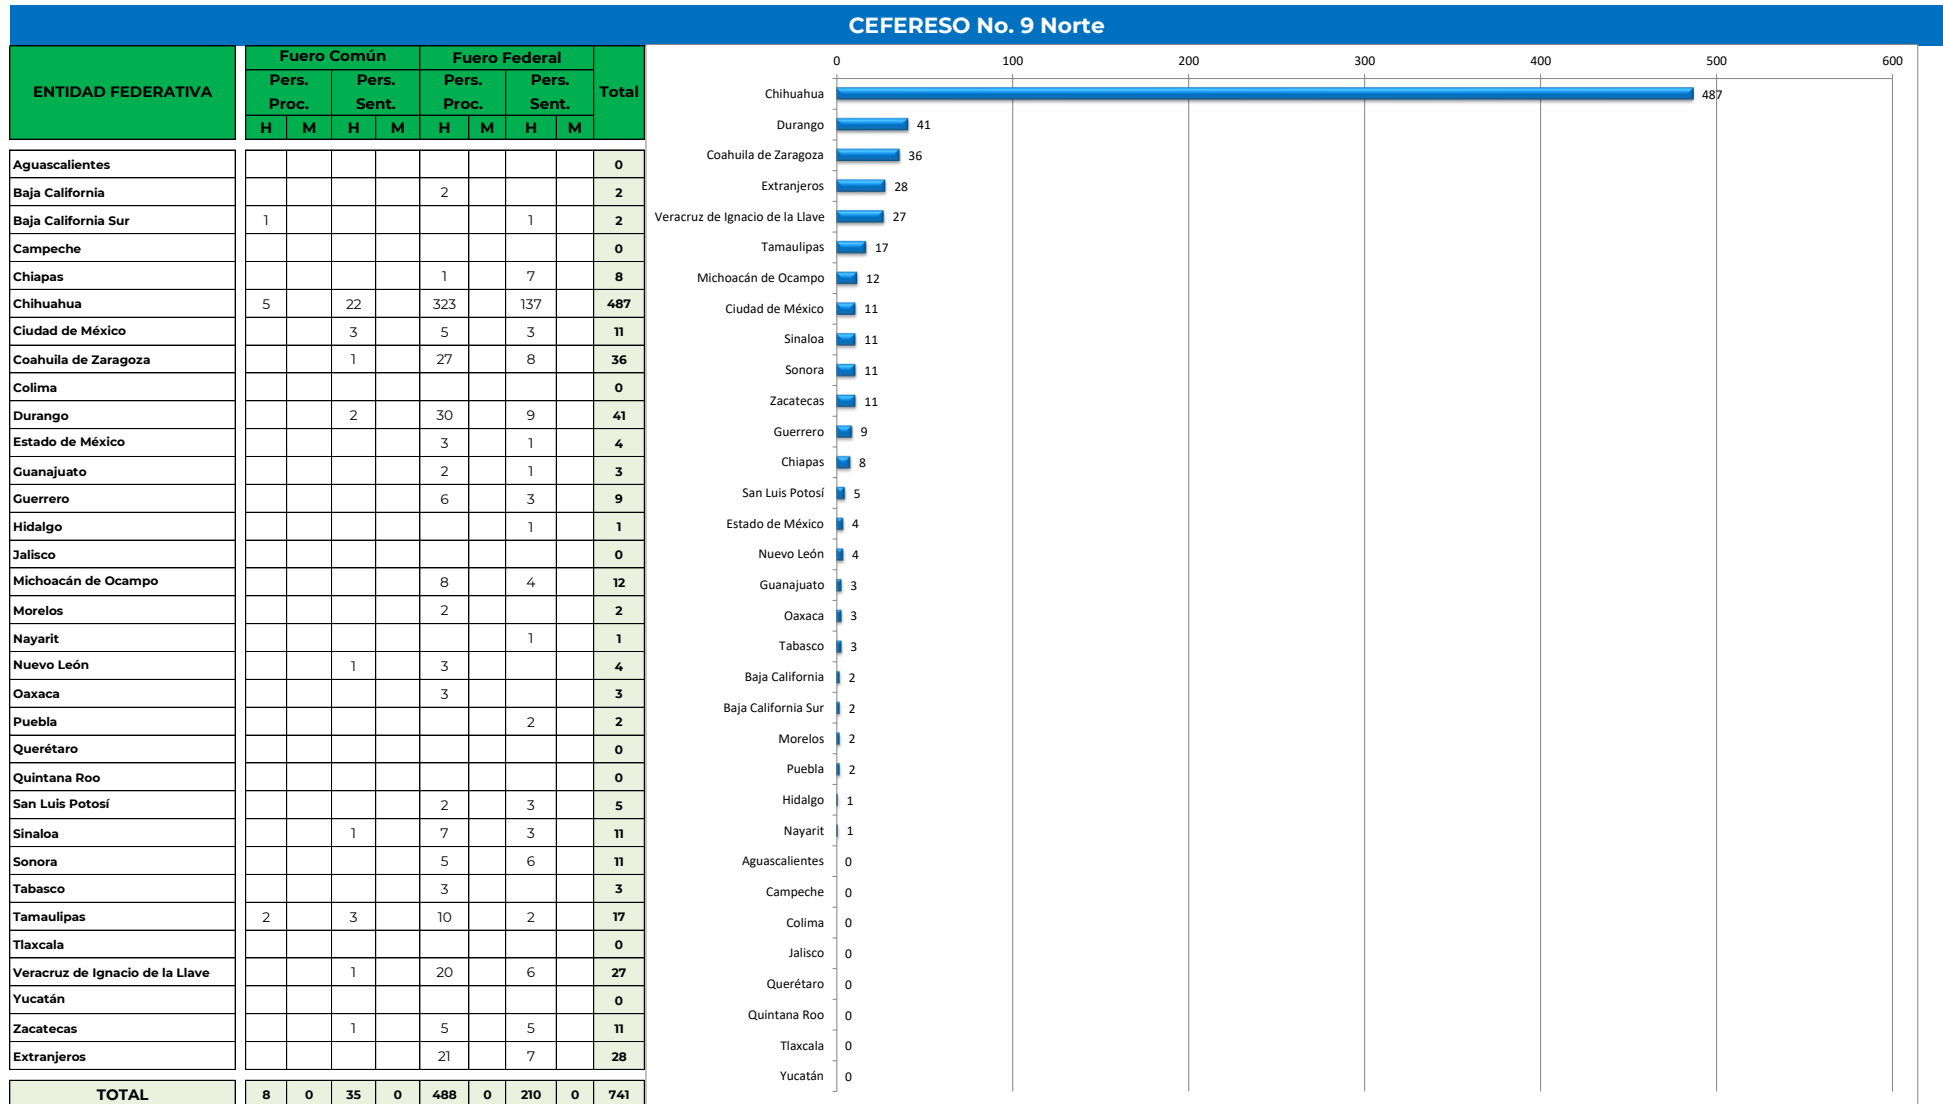 CEFERESO No. 9 Norte
ENTIDAD FEDERATIVA
Fuero Común Fuero Federal Total
Pers. Proc. Pers. Sent. Pers. Proc. Pers. Sent.
H M H M H M H M
Aguascalientes 0
Baja California 2 2
Baja California Sur 1 1 2
Campeche 0
Chiapas 1 7 8
Chihuahua 5 22 323 137 487
Ciudad de México 3 5 3 11
Coahuila de Zaragoza 1 27 8 36
Colima 0
Durango 2 30 9 41
Estado de México 3 1 4
Guanajuato 2 1 3
Guerrero 6 3 9
Hidalgo 1 1
Jalisco 0
Michoacán de Ocampo 8 4 12
Morelos 2 2
Nayarit 1 1
Nuevo León 1 3 4
Oaxaca 3 3
Puebla 2 2
Querétaro 0
Quintana Roo 0
San Luis Potosí 2 3 5
Sinaloa 1 7 3 11
Sonora 5 6 11
Tabasco 3 3
Tamaulipas 2 3 10 2 17
Tlaxcala 0
Veracruz de Ignacio de la Llave 1 20 6 27
Yucatán 0
Zacatecas 1 5 5 11
Extranjeros 21 7 28
TOTAL 8 0 35 0 488 0 210 0 741
0 100 200 300 400 500 600
Chihuahua 487
Durango 41
Coahuila de Zaragoza 36
Extranjeros 28
Veracruz de Ignacio de la Llave 27
Tamaulipas 17
Michoacán de Ocampo 12
Ciudad de México 11
Sinaloa 11
Sonora 11
Zacatecas 11
Guerrero 9
Chiapas 8
San Luis Potosí 5
Estado de México 4
Nuevo León 4
Guanajuato 3
Oaxaca 3
Tabasco 3
Baja California 2
Baja California Sur 2
Morelos 2
Puebla 2
Hidalgo 1
Nayarit 1
Aguascalientes 0
Campeche 0
Colima 0
Jalisco 0
Querétaro 0
Quintana Roo 0
Tlaxcala 0
Yucatán 0